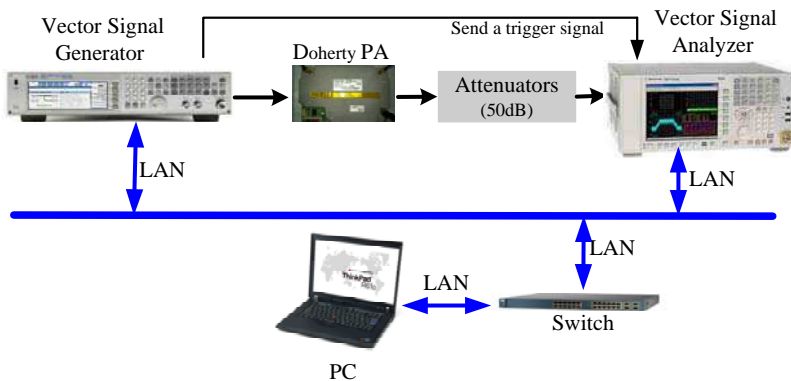 Vector Signal
Generator
Send a trigger signal
Vector Signal
Analyzer
Doherty PA
Attenuators
(50dB)
LAN
LAN
LAN
LAN
ThinkPad
Switch
PC